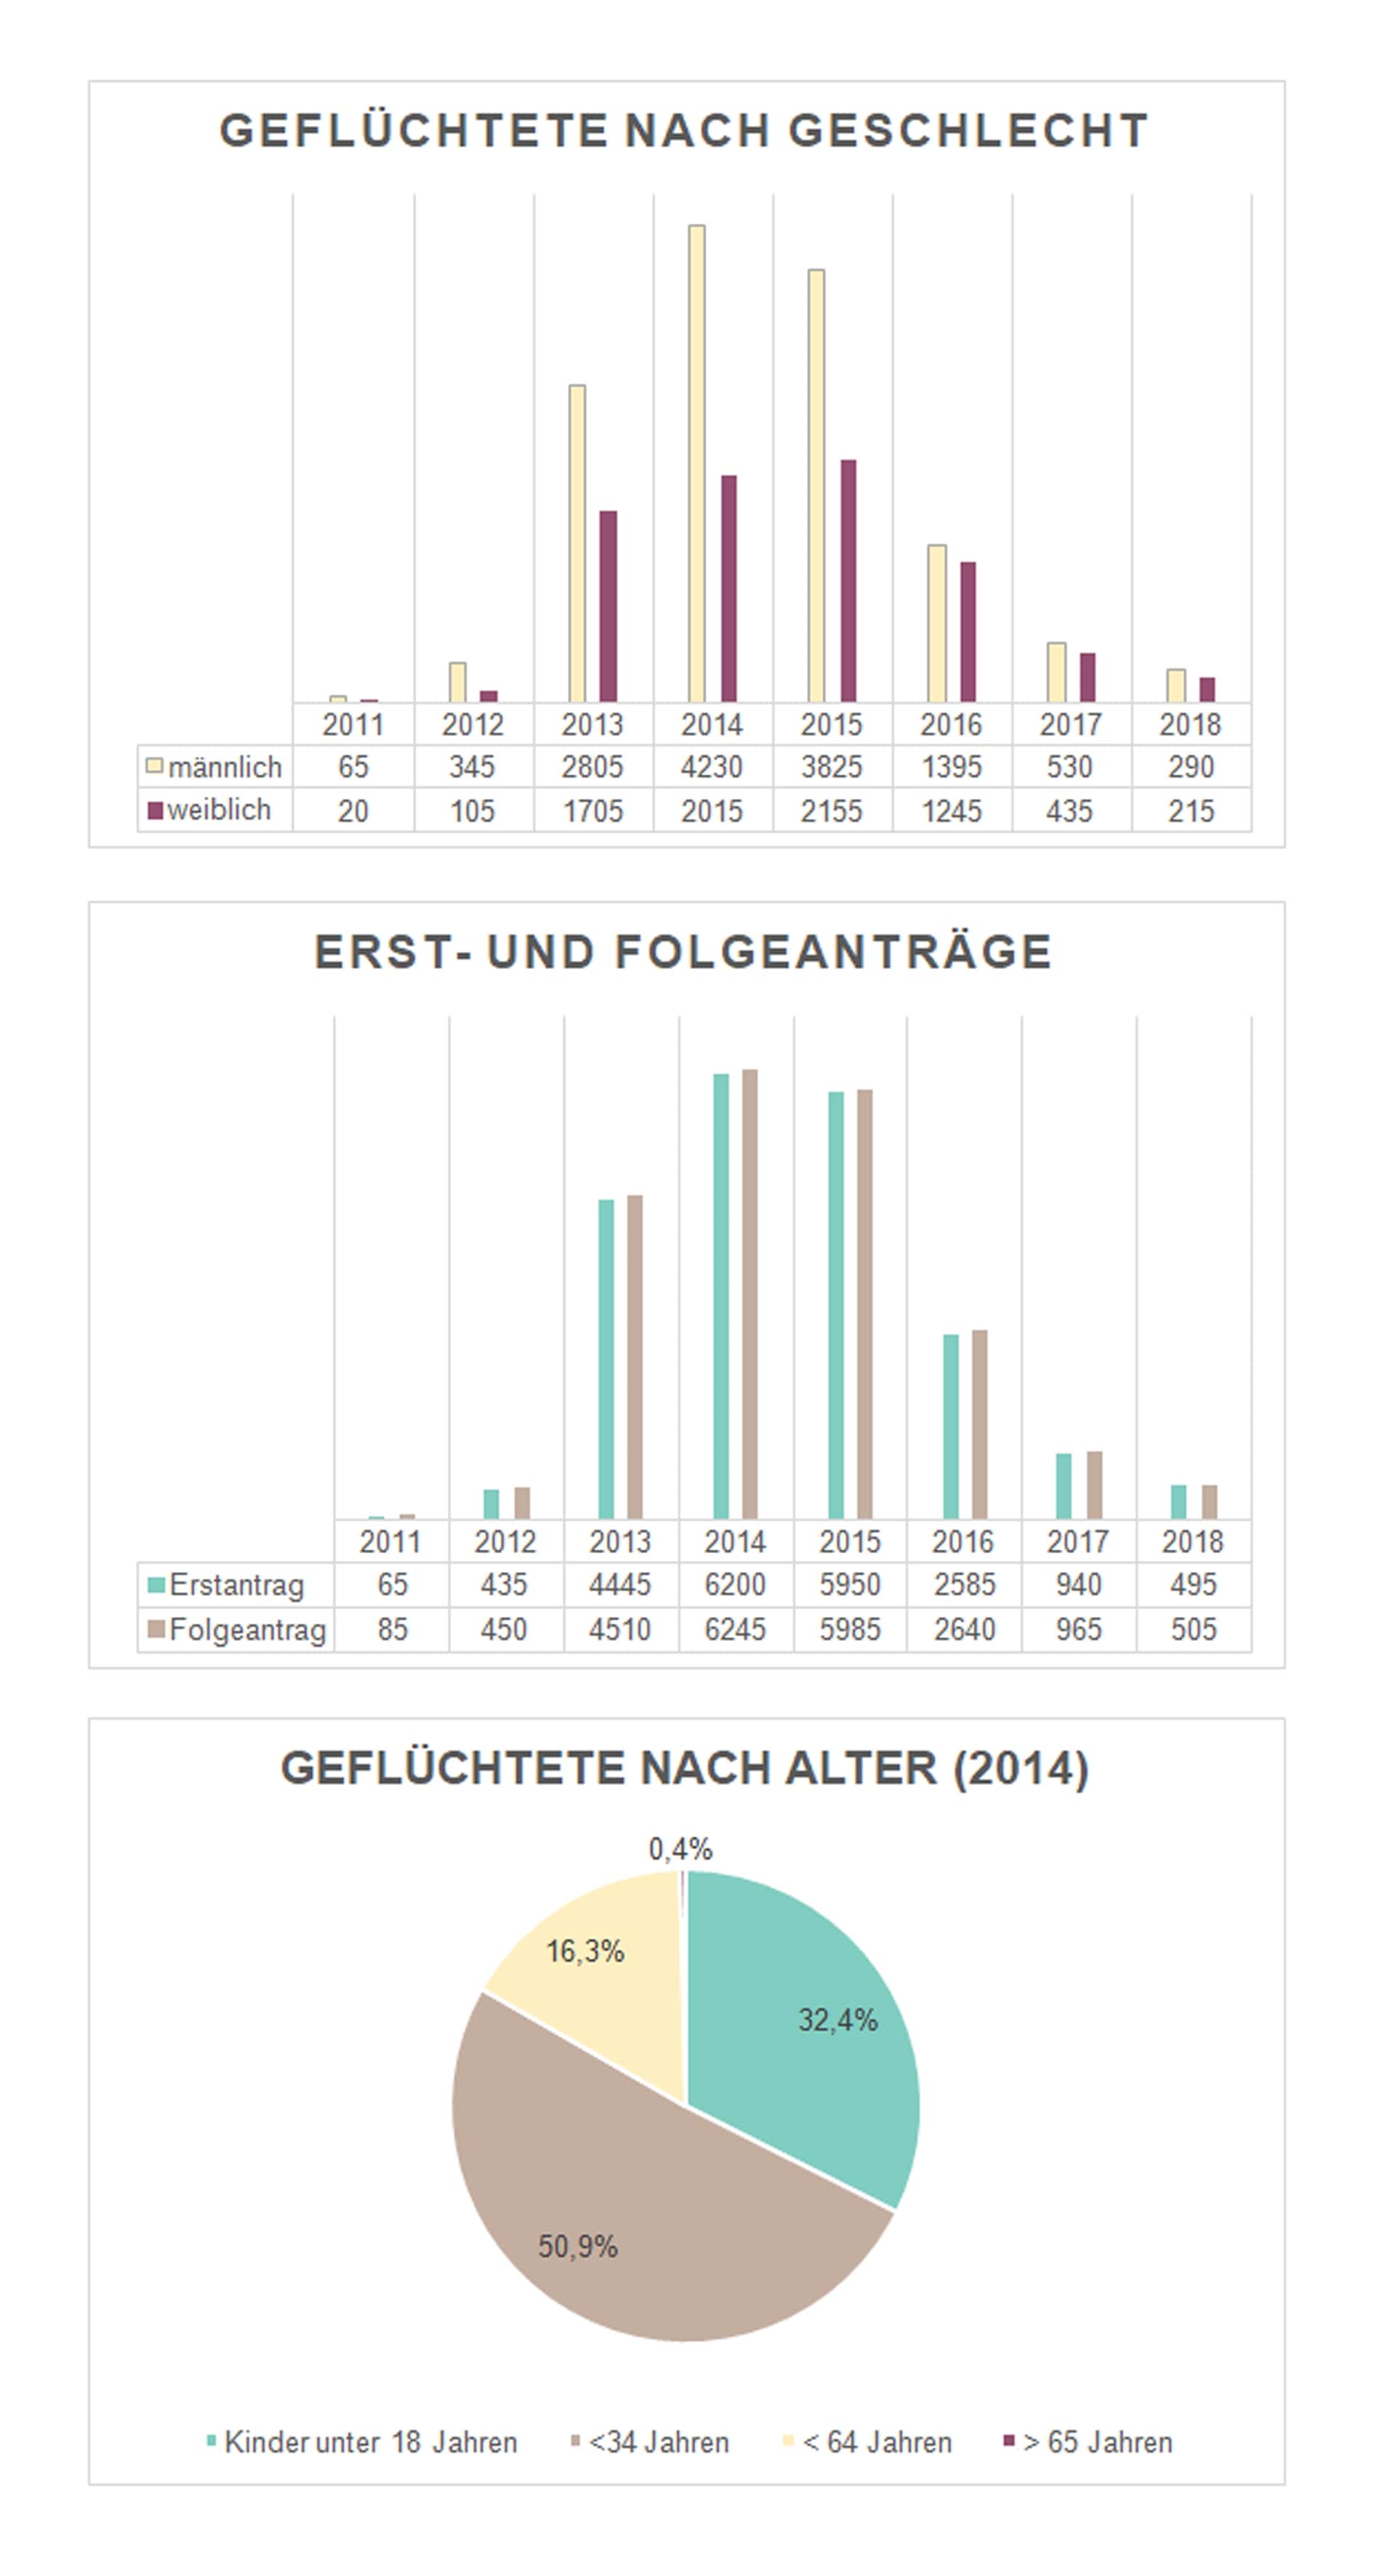 GEFLÜCHTETE NACH GESCHLECHT
2011 2012 2013 2014 2015 2016 2017 2018
männlich 65 345 2805 4230 3825 1395 530 290
weiblich 20 105 1705 2015 2155 1245 435 215
ERST- UND FOLGEANTRÄGE
2011 2012 2013 2014 2015 2016 2017 2018
Erstantrag 65 435 4445 6200 5950 2585 940 495
Folgeantrag 85 450 4510 6245 5985 2640 965 505
GEFLÜCHTETE NACH ALTER (2014)
0,4%
16,3%
32,4%
50,9%
Kinder unter 18 Jahren <34 Jahren < 64 Jahren > 65 Jahren